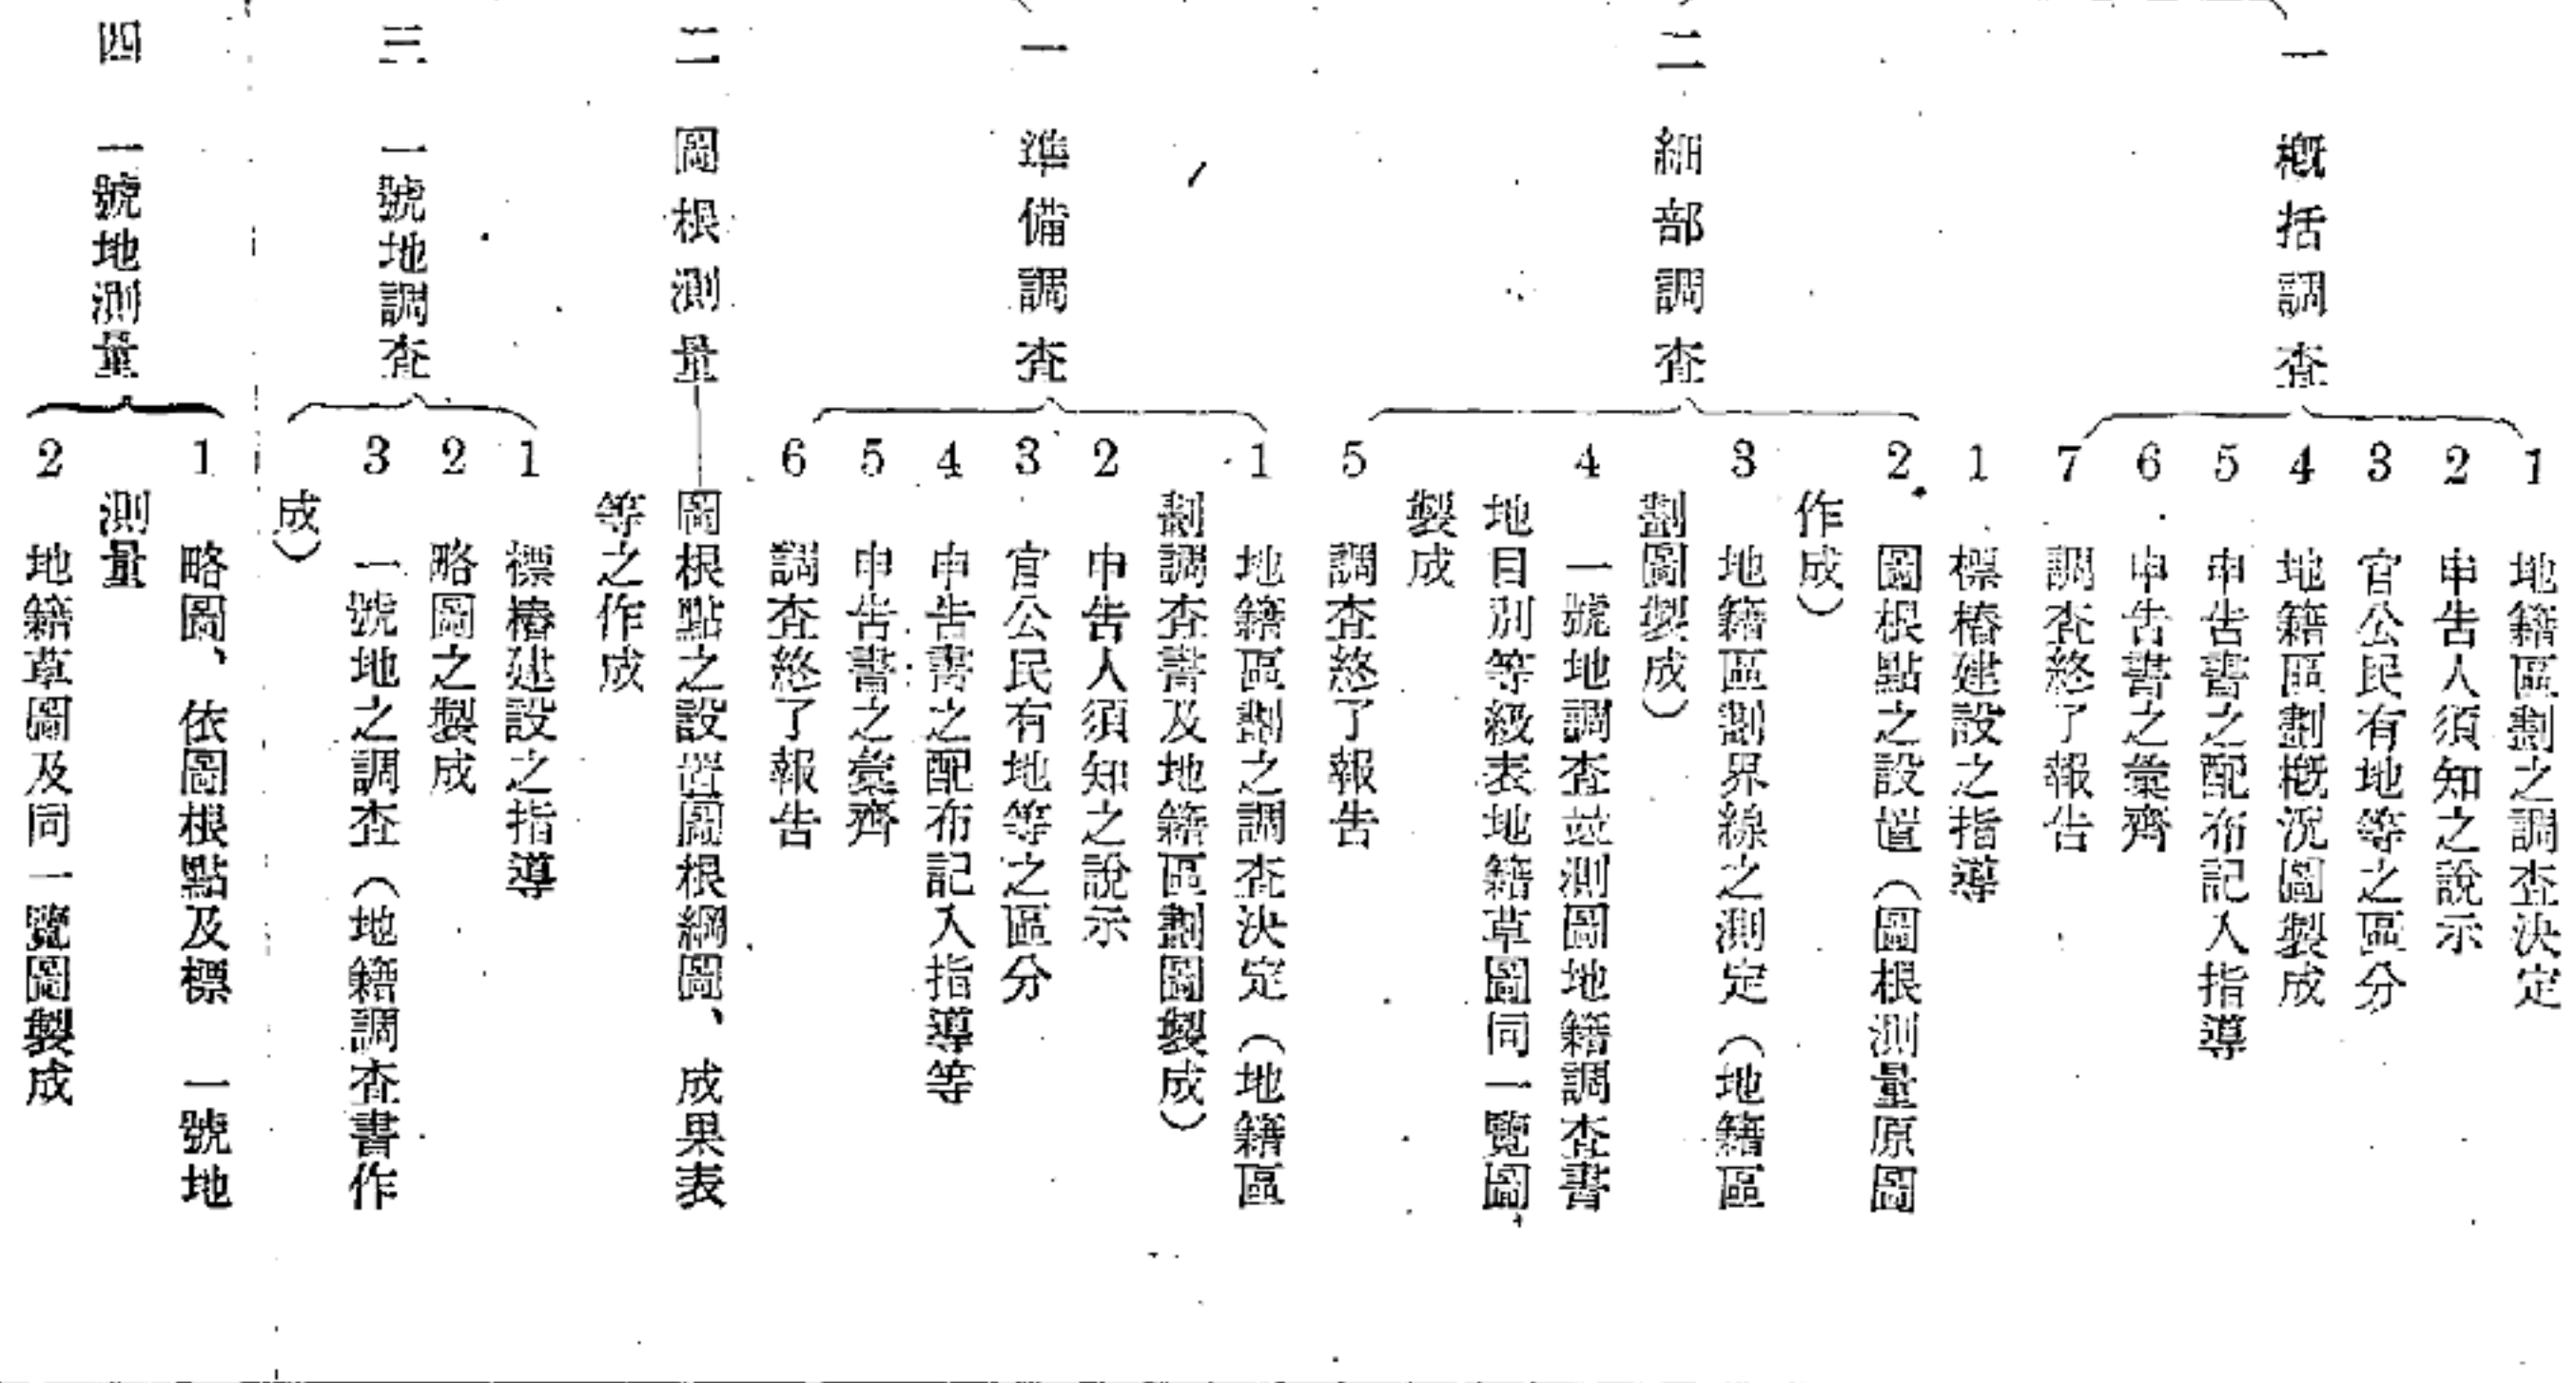 一　概括調查
1　地籍區劃之調查決定
2　申告人須知之說示
3　官公民有地等之區分
4　地籍區劃槪況圖製成
5　申告書之配布記入指導
6　申告書之彙齊
7　調查終了報告
二　細部調查
1　標樁建設之指導
2　圖根點之設置（圖根測量原圖
作成）
3　地籍區劃界線之測定（地籍區
劃圖製成）
4　一號地調查並測圖地籍調查書
地目別等級表地籍草圖同一覽圖
製成
5　調查終了報告
一　準備調查
1　地籍區劃之調查決定（地籍區
劃調查書及地籍區劃圖製成）
2　申告人須知之說示
3　官公民有地等之區分
4　申告書之配布記入指導等
5　申告書之彙齊
6　調查終了報告
二　圖根測量
圖根點之設置圖根網圖、成果表
等之作成
三　一號地調查
1　標樁建設之指導
2　略圖之製成
3　一號地之調查（地籍調查書作
成）
四　一號地測量
1　略圖、依圖根點及標　一號地
測量
2　地籍草圖及同一覽圖製成